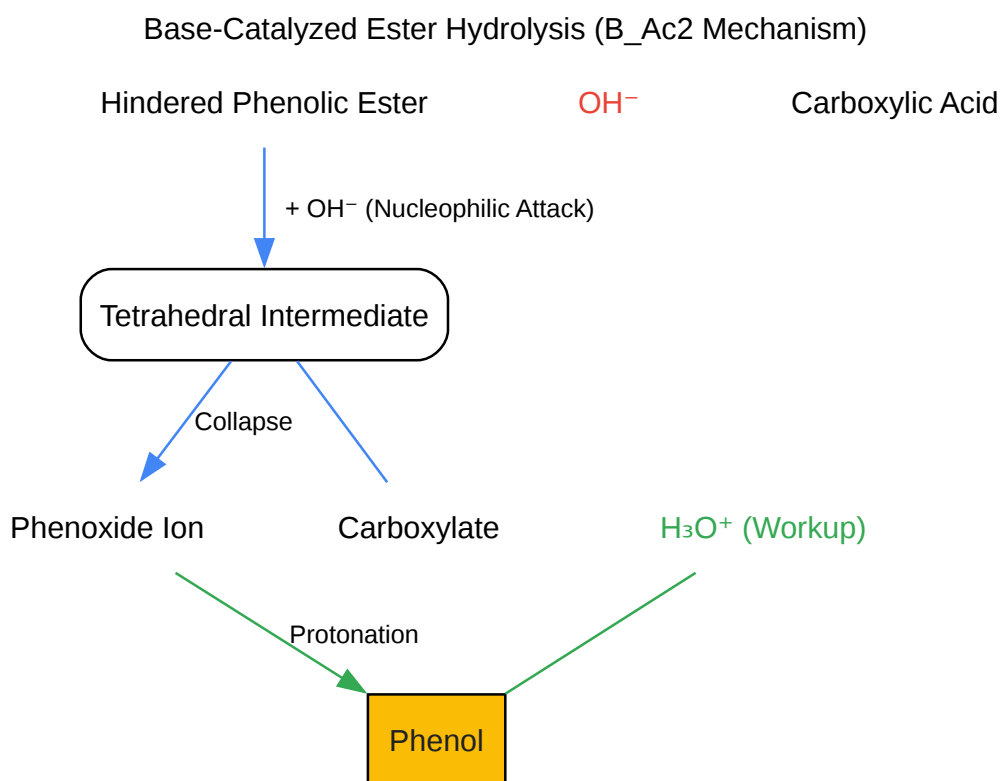 Base-Catalyzed Ester Hydrolysis (B_Ac2 Mechanism)
Hindered Phenolic Ester
OH⁻
Carboxylic Acid
+ OH⁻ (Nucleophilic Attack)
Tetrahedral Intermediate
Collapse
Phenoxide Ion
Carboxylate
H₃O⁺ (Workup)
Protonation
Phenol